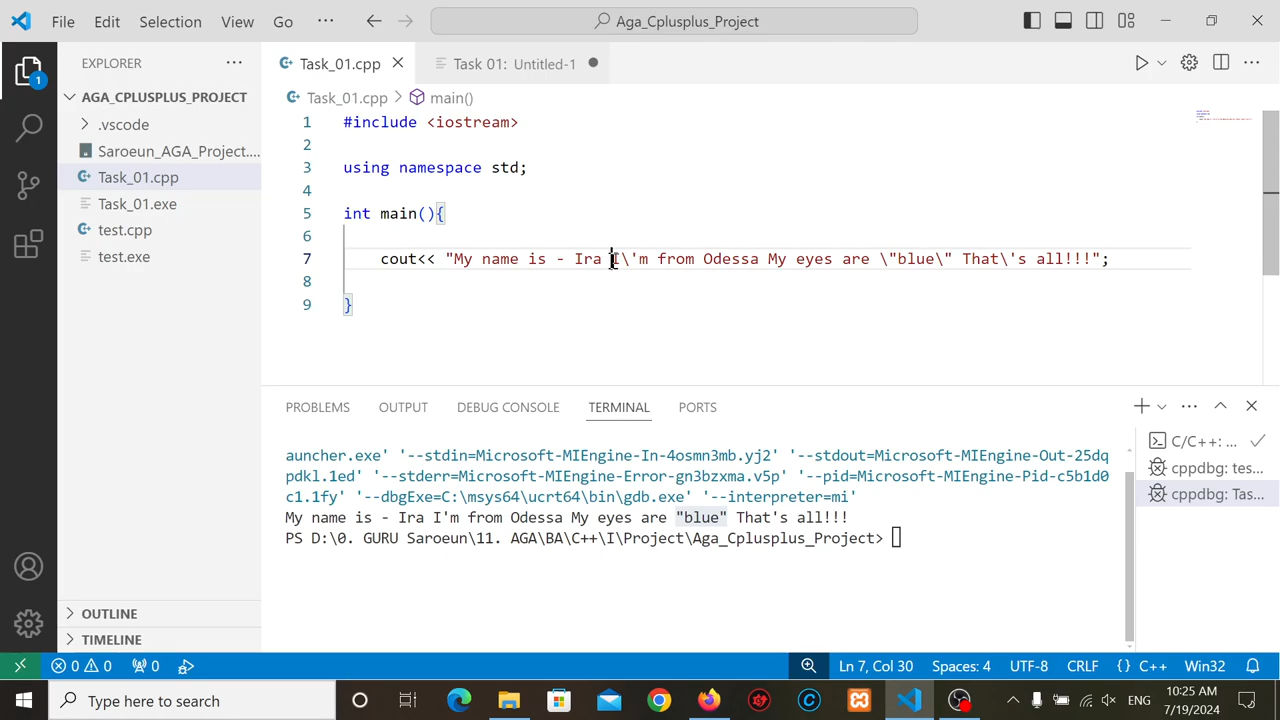 File Edit Selection View Go ··· Aga_Cplusplus_Project
EXPLORER ···
AGA_CPLUSPLUS_PROJECT
.vscode
Saroeun_AGA_Project....
Task_01.cpp
Task_01.exe
test.cpp
test.exe
OUTLINE
TIMELINE
1
Task_01.cpp Task 01: Untitled-1
Task_01.cpp > main()
1 #include <iostream>
2
3 using namespace std;
4
5 int main(){
6
7 cout<< "My name is - Ira I\'m from Odessa My eyes are \"blue\" That\'s all!!!";
8
9 }
PROBLEMS OUTPUT DEBUG CONSOLE TERMINAL PORTS
auncher.exe' '--stdin=Microsoft-MIEngine-In-4osmn3mb.yj2' '--stdout=Microsoft-MIEngine-Out-25dq
pdkl.1ed' '--stderr=Microsoft-MIEngine-Error-gn3bzxma.v5p' '--pid=Microsoft-MIEngine-Pid-c5b1d0
c1.1fy' '--dbgExe=C:\msys64\ucrt64\bin\gdb.exe' '--interpreter=mi'
My name is - Ira I'm from Odessa My eyes are "blue" That's all!!!
PS D:\0. GURU Saroeun\11. AGA\BA\C++\I\Project\Aga_Cplusplus_Project>
C/C++: ...
cppdbg: tes...
cppdbg: Tas...
0 0 0 Ln 7, Col 30 Spaces: 4 UTF-8 CRLF {} C++ Win32
Type here to search ENG 10:25 AM
7/19/2024